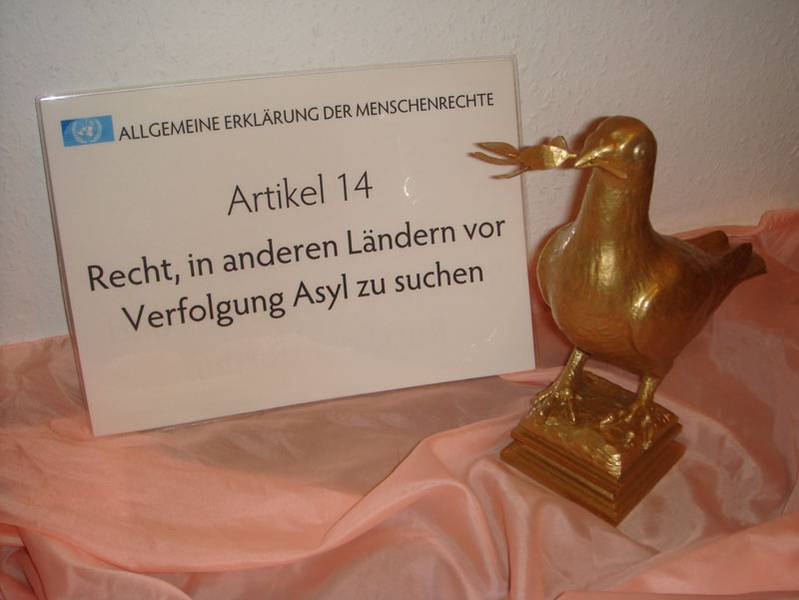 ALLGEMEINE ERKLÄRUNG DER MENSCHENRECHTE
Artikel 14
Recht, in anderen Ländern vor
Verfolgung Asyl zu suchen